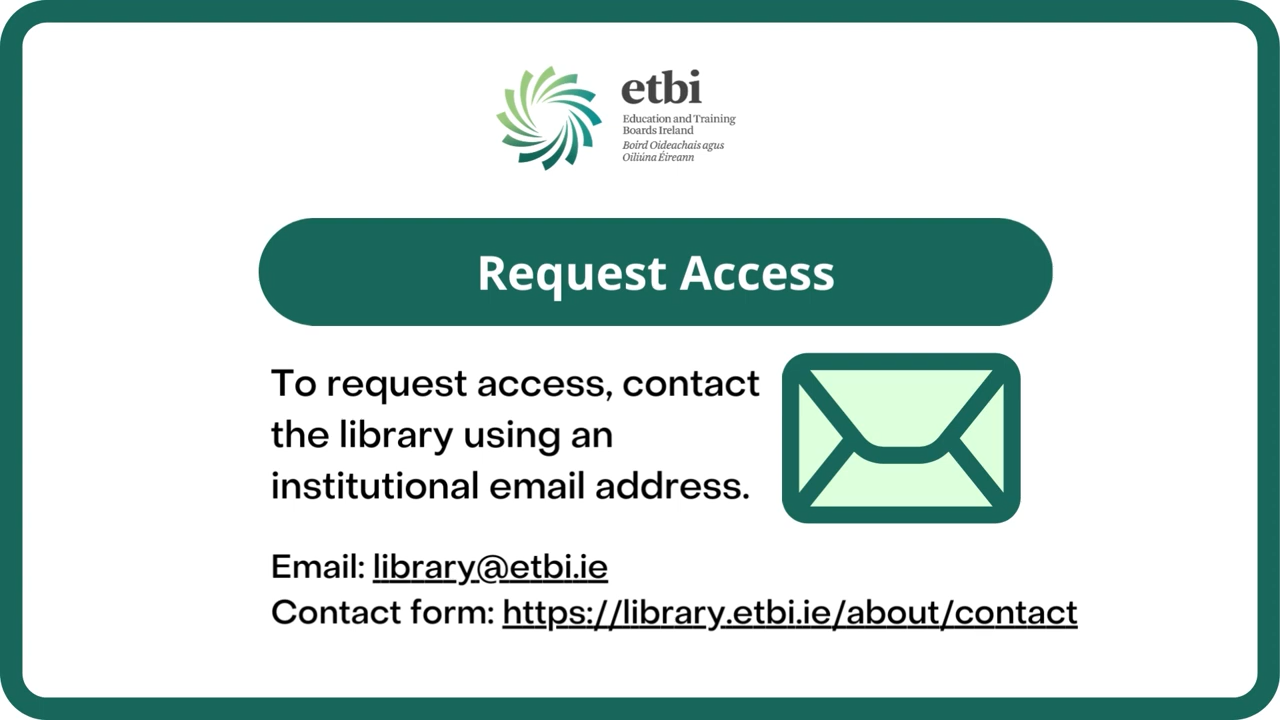 etbi
Education and Training
Boards Ireland
Boird Oideachais agus
Oiliúna Éireann
Request Access
To request access, contact
the library using an
institutional email address.
Email: library@etbi.ie
Contact form: https://library.etbi.ie/about/contact